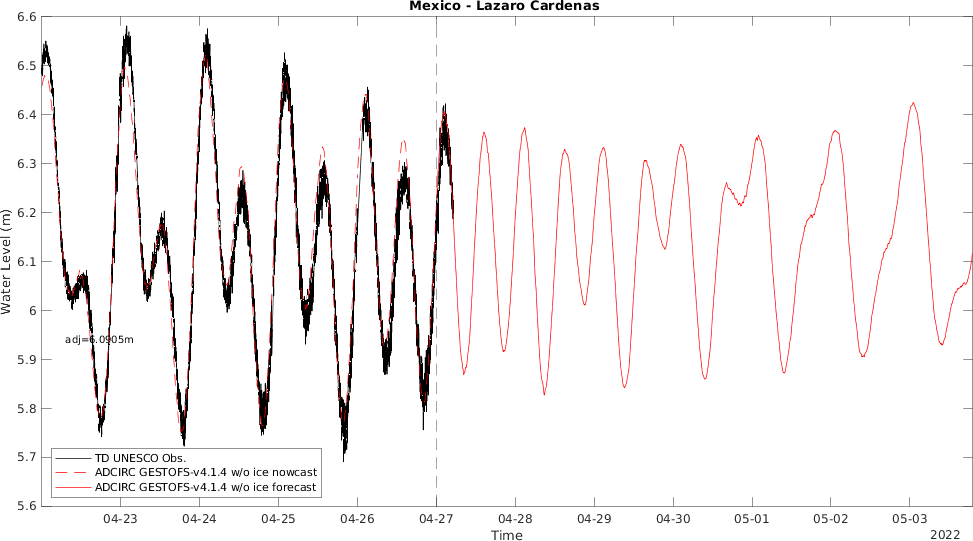 Mexico - Lazaro Cardenas
6.6
6.5
6.4
6.3
6.2
6.1
6
5.9
5.8
5.7
5.6
Water Level (m)
adj=6.0905m
TD UNESCO Obs.
ADCIRC GESTOFS-v4.1.4 w/o ice nowcast
ADCIRC GESTOFS-v4.1.4 w/o ice forecast
04-23 04-24 04-25 04-26 04-27 04-28 04-29 04-30 05-01 05-02 05-03
Time
2022